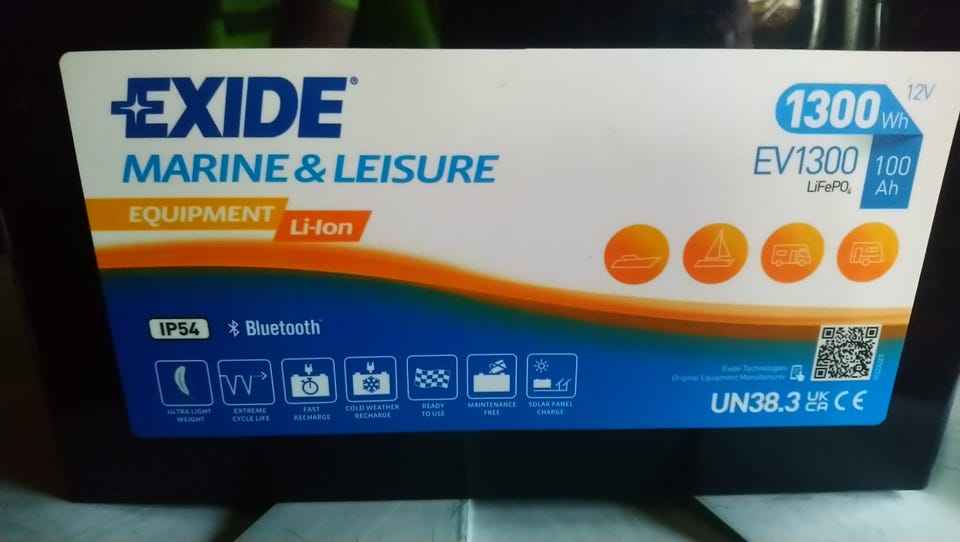 EXIDE®
MARINE & LEISURE
EQUIPMENT
Li-Ion
12V
1300 Wh
EV1300
LiFePO₄
100
Ah
IP54
Bluetooth
ULTRA LIGHT
WEIGHT
EXTREME
CYCLE LIFE
FAST
RECHARGE
COLD WEATHER
RECHARGE
READY
TO USE
MAINTENANCE
FREE
SOLAR PANEL
CHARGE
Exide Technologies
Original Equipment Manufacturer
UN38.3 UK
CA CE